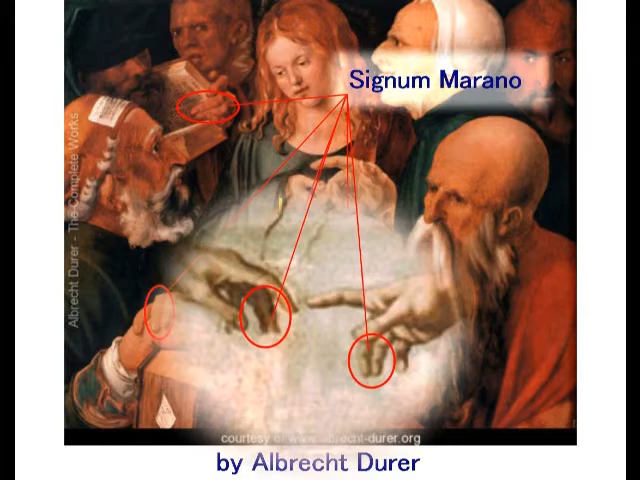 Signum Marano
Albrecht Durer - The Complete Works
courtesy of www.albrecht-durer.org
by Albrecht Durer